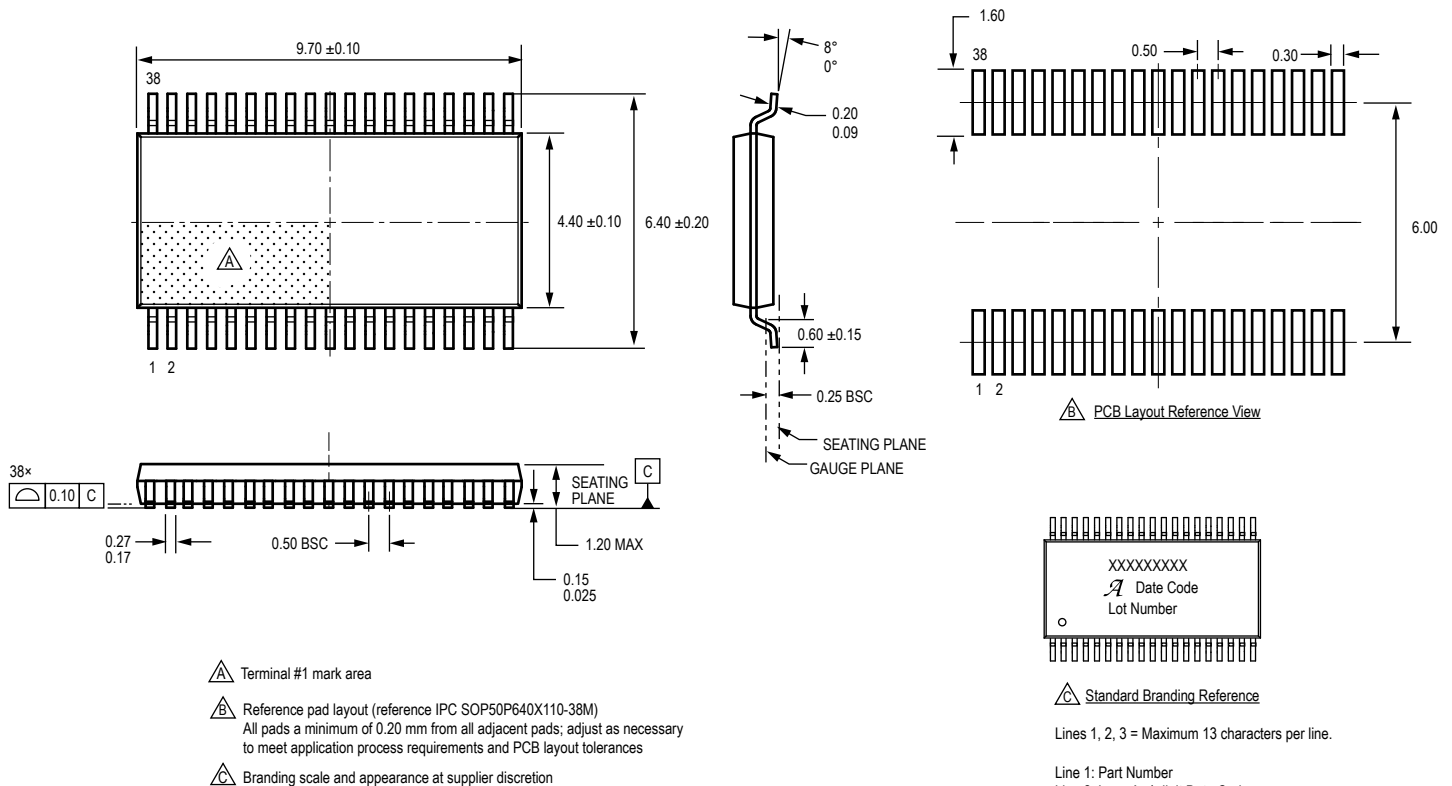 9.70 ±0.10
38
4.40 ±0.10
6.40 ±0.20
A
1 2
8°
0°
0.20
0.09
0.60 ±0.15
0.25 BSC
SEATING PLANE
GAUGE PLANE
1.60
38
0.50
0.30
6.00
1 2
B PCB Layout Reference View
38×
0.10 C
0.27
0.17
0.50 BSC
SEATING
PLANE
C
1.20 MAX
0.15
0.025
XXXXXXXXX
A Date Code
Lot Number
C Standard Branding Reference
Lines 1, 2, 3 = Maximum 13 characters per line.
Line 1: Part Number
A Terminal #1 mark area
B Reference pad layout (reference IPC SOP50P640X110-38M)
All pads a minimum of 0.20 mm from all adjacent pads; adjust as necessary
to meet application process requirements and PCB layout tolerances
C Branding scale and appearance at supplier discretion